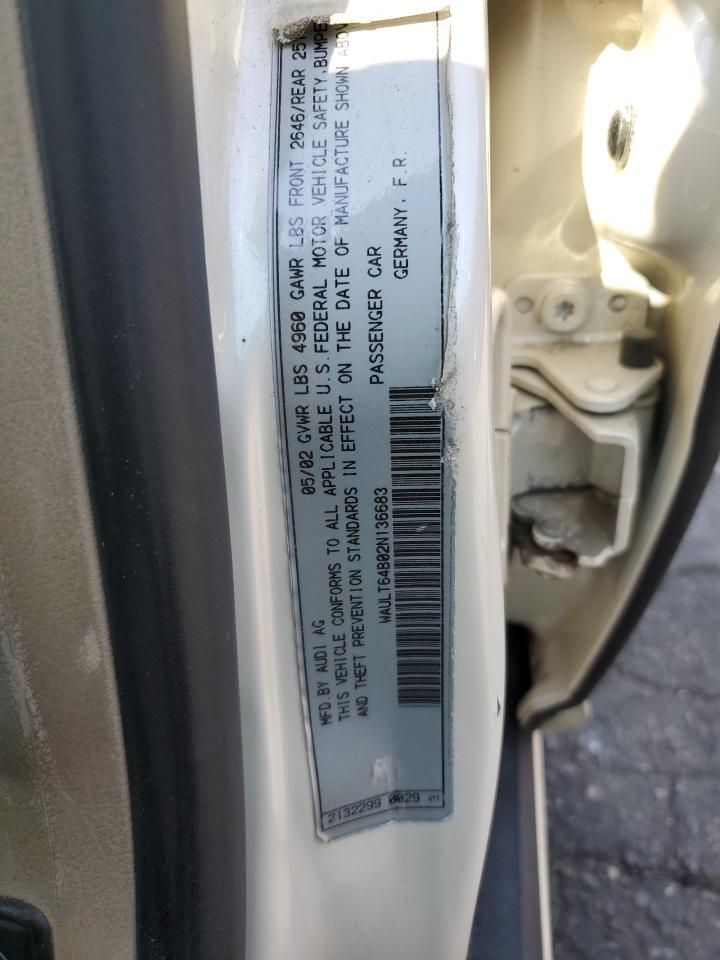 MFD.BY AUDI AG 05/02 GVWR LBS 4960 GAWR LBS FRONT 2646/REAR
THIS VEHICLE CONFORMS TO ALL APPLICABLE U.S.FEDERAL MOTOR VEHICLE SAFETY,BUMPE
AND THEFT PREVENTION STANDARDS IN EFFECT ON THE DATE OF MANUFACTURE SHOWN ABOV
WAULT64B02N136683 PASSENGER CAR
GERMANY, F.R.
2132299 0029